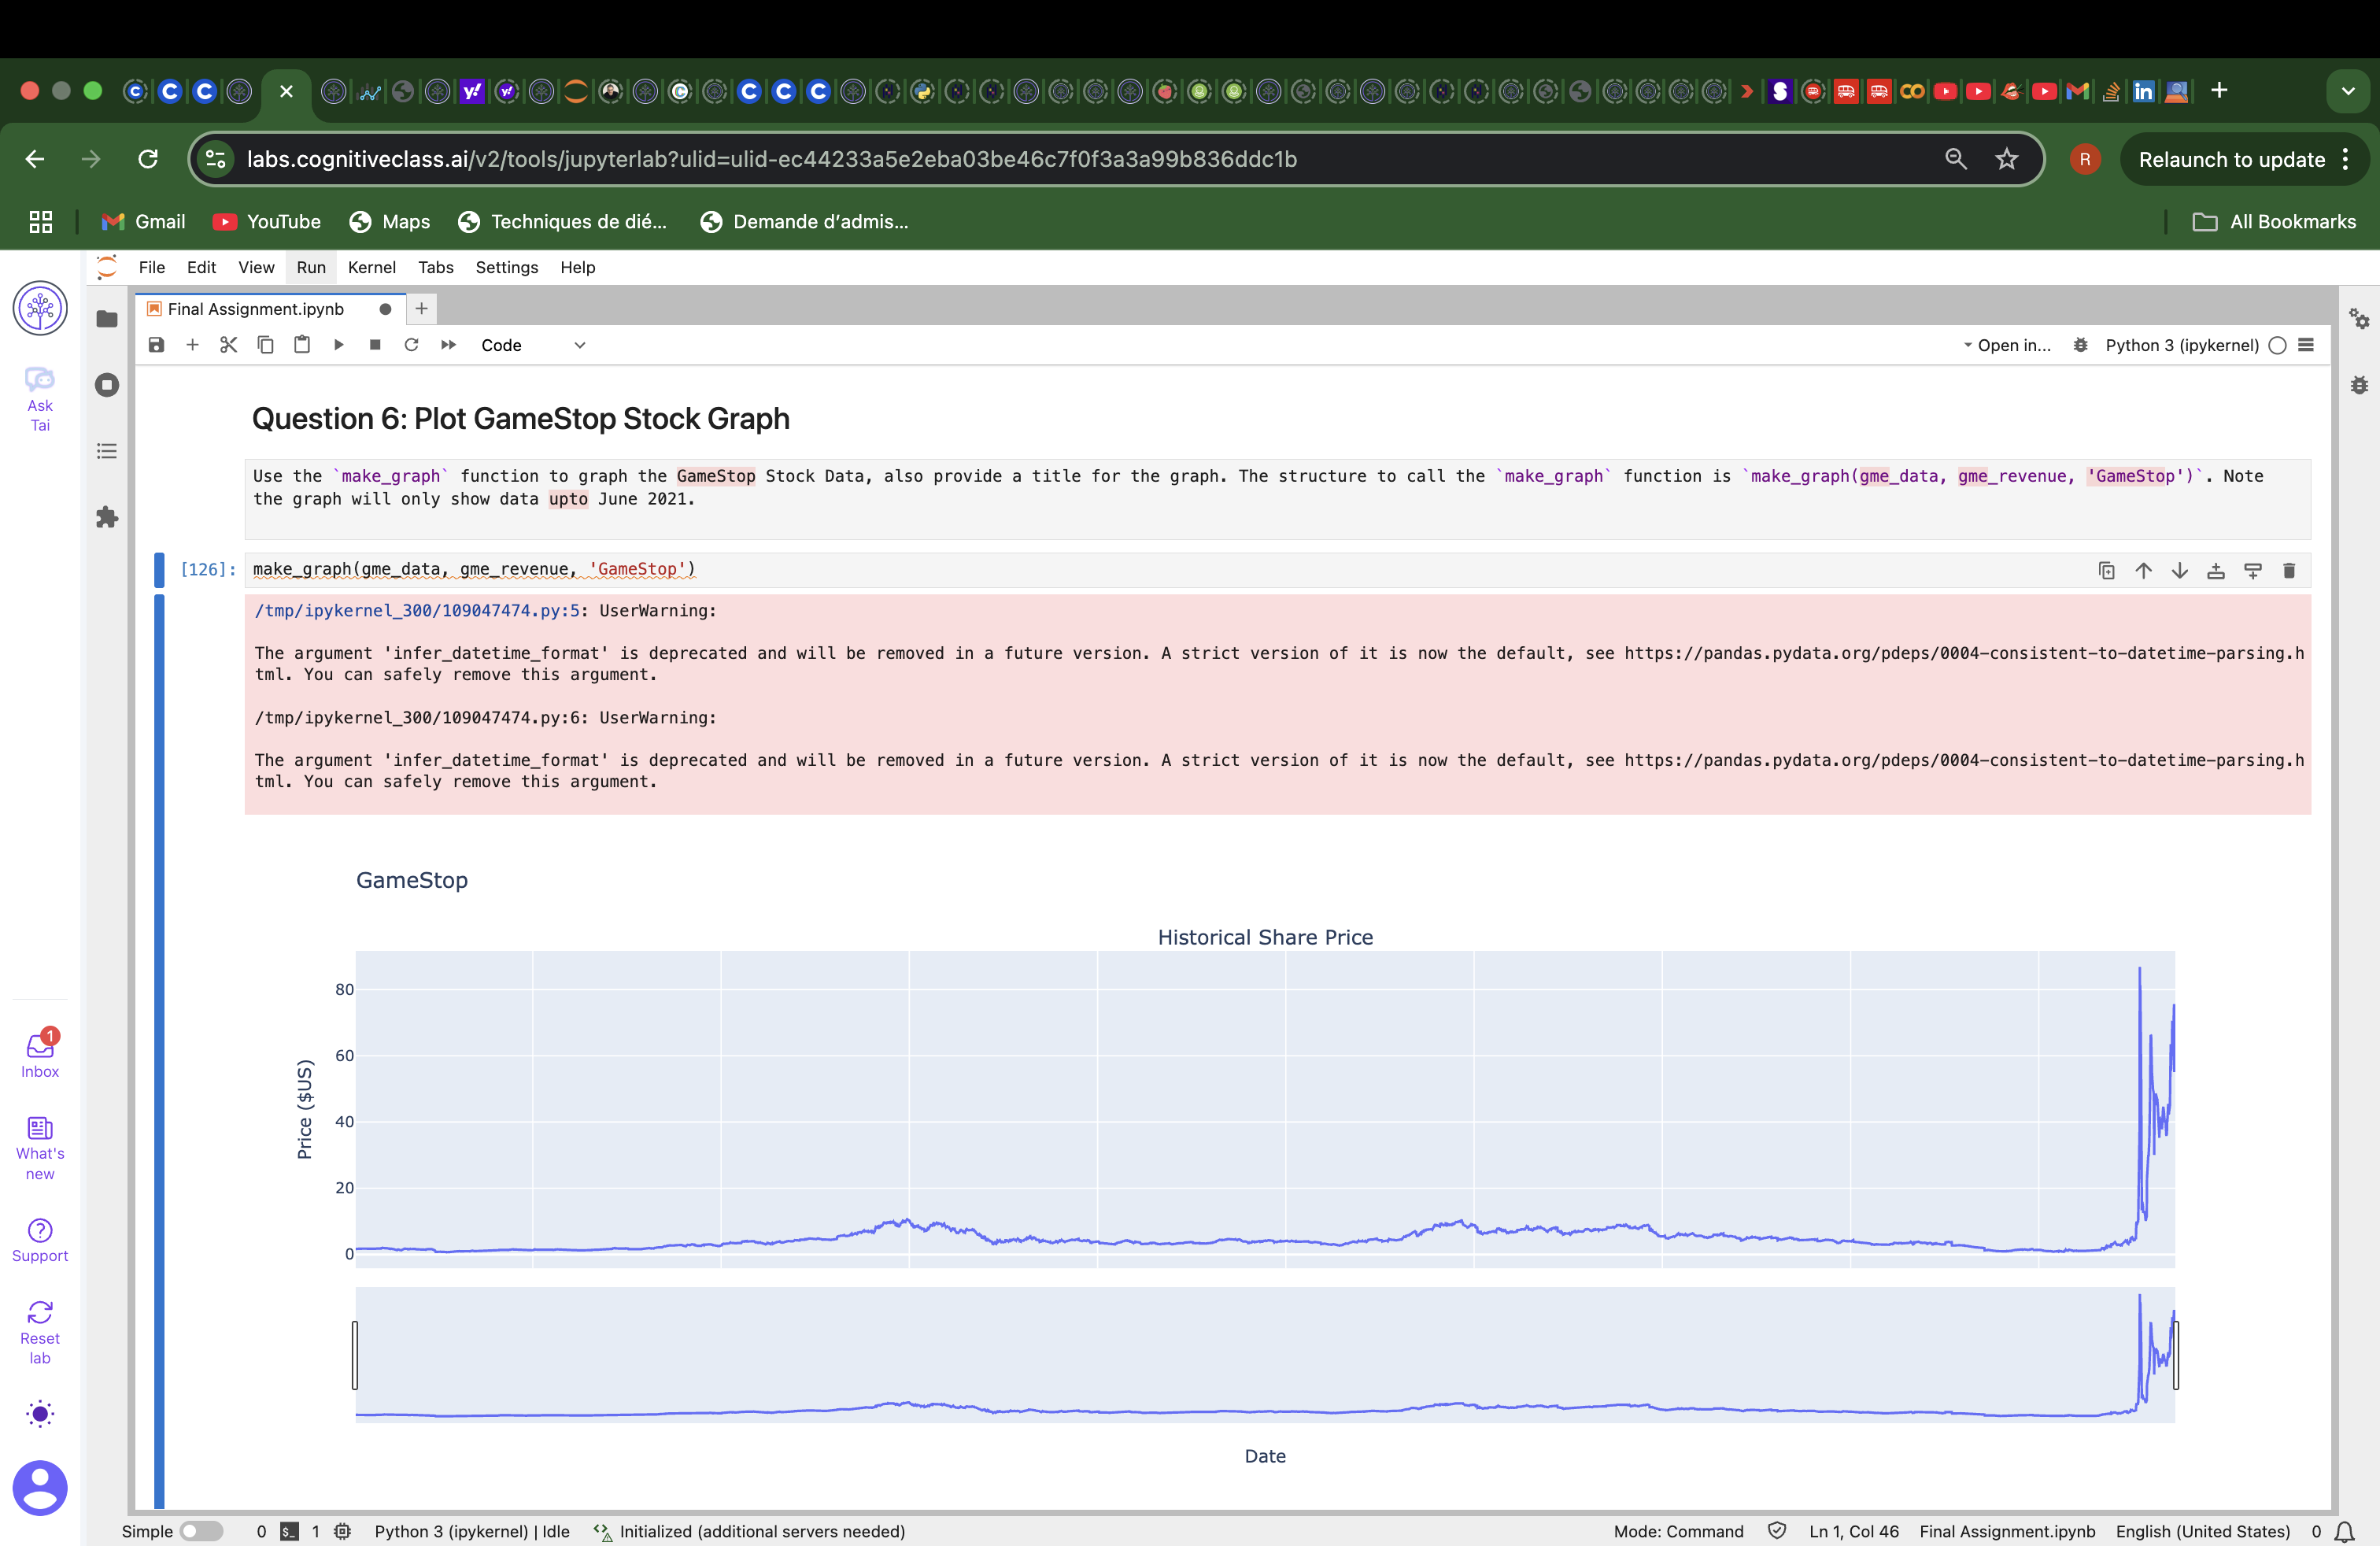 labs.cognitiveclass.ai/v2/tools/jupyterlab?ulid=ulid-ec44233a5e2eba03be46c7f0f3a3a99b836ddc1b
R
Relaunch to update
Gmail
YouTube
Maps
Techniques de dié...
Demande d'admis...
All Bookmarks
File Edit View Run Kernel Tabs Settings Help
Ask
Tai
Final Assignment.ipynb
Code
Open in...
Python 3 (ipykernel)
Question 6: Plot GameStop Stock Graph
Use the `make_graph` function to graph the GameStop Stock Data, also provide a title for the graph. The structure to call the `make_graph` function is `make_graph(gme_data, gme_revenue, 'GameStop')`. Note
the graph will only show data upto June 2021.
[126]:
make_graph(gme_data, gme_revenue, 'GameStop')
/tmp/ipykernel_300/109047474.py:5: UserWarning:
The argument 'infer_datetime_format' is deprecated and will be removed in a future version. A strict version of it is now the default, see https://pandas.pydata.org/pdeps/0004-consistent-to-datetime-parsing.h
tml. You can safely remove this argument.
/tmp/ipykernel_300/109047474.py:6: UserWarning:
The argument 'infer_datetime_format' is deprecated and will be removed in a future version. A strict version of it is now the default, see https://pandas.pydata.org/pdeps/0004-consistent-to-datetime-parsing.h
tml. You can safely remove this argument.
GameStop
Historical Share Price
80
60
40
20
0
Price ($US)
Date
1
Inbox
What's
new
Support
Reset
lab
Simple 0 1 Python 3 (ipykernel) | Idle Initialized (additional servers needed) Mode: Command Ln 1, Col 46 Final Assignment.ipynb English (United States) 0